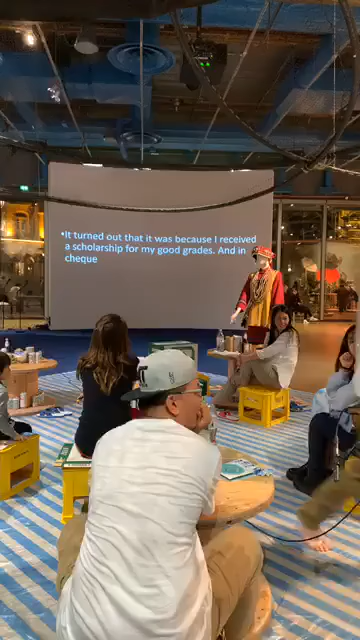 •It turned out that it was because I received
a scholarship for my good grades. And in
cheque